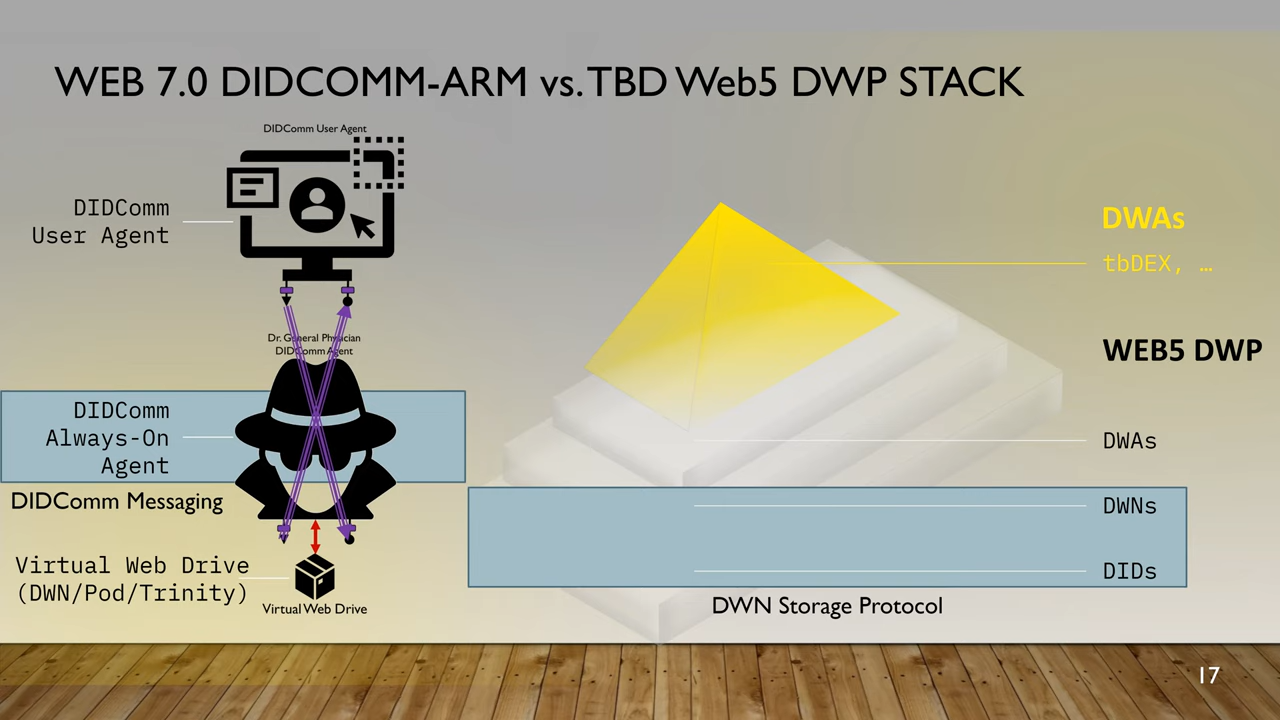 WEB 7.0 DIDCOMM-ARM vs. TBD Web5 DWP STACK
DIDComm User Agent
DIDComm
User Agent
Dr. General Physician
DIDComm Agent
DIDComm
Always-On
Agent
DIDComm Messaging
Virtual Web Drive
(DWN/Pod/Trinity)
Virtual Web Drive
DWAs
tbDEX, …
WEB5 DWP
DWAs
DWNs
DIDs
DWN Storage Protocol
17